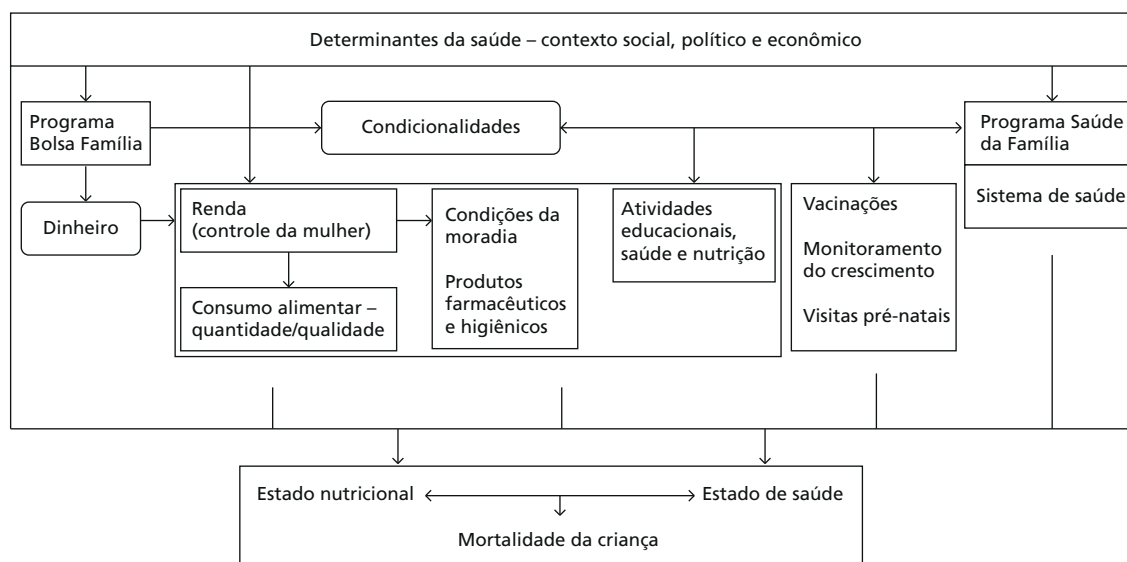 Determinantes da saúde – contexto social, político e econômico
Programa
Bolsa Família
Condicionalidades
Programa Saúde
da Família
Sistema de saúde
Dinheiro
Renda
(controle da mulher)
Consumo alimentar –
quantidade/qualidade
Condições da
moradia
Produtos
farmacêuticos
e higiênicos
Atividades
educacionais,
saúde e nutrição
Vacinações
Monitoramento
do crescimento
Visitas pré-natais
Estado nutricional
Estado de saúde
Mortalidade da criança